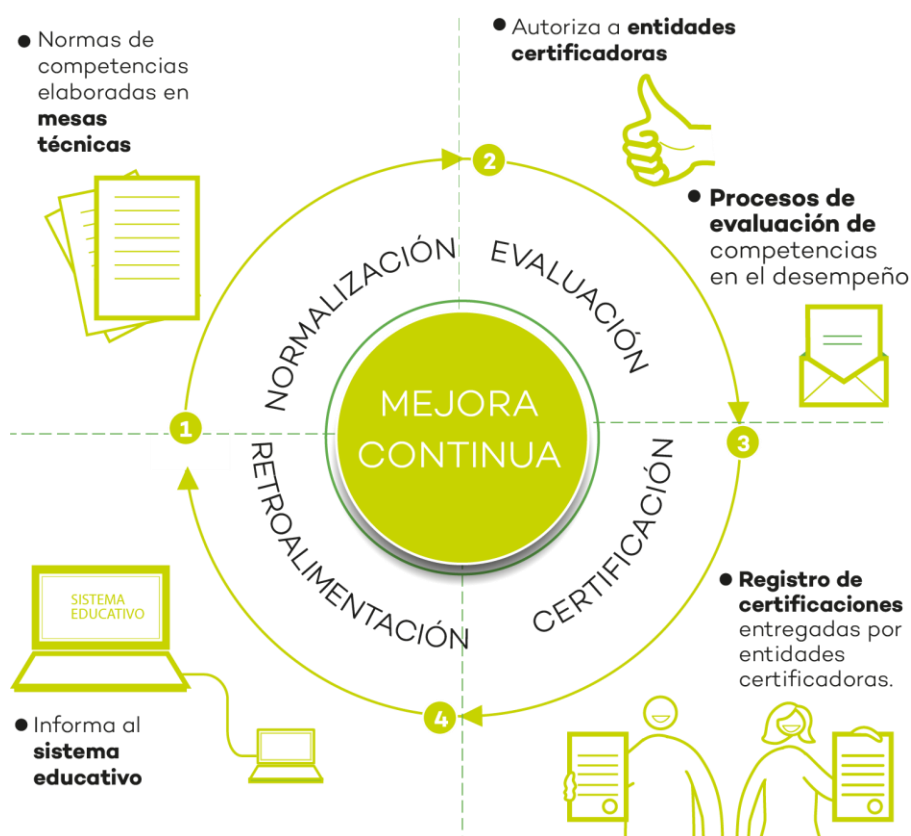 ● Normas de
competencias
elaboradas en
mesas
técnicas
● Autoriza a entidades
certificadoras
2
● Procesos de
evaluación de
competencias
en el desempeño
NORMALIZACIÓN
EVALUACIÓN
MEJORA
CONTINUA
1
3
RETROALIMENTACIÓN
CERTIFICACIÓN
● Registro de
certificaciones
entregadas por
entidades
certificadoras.
SISTEMA
EDUCATIVO
4
● Informa al
sistema
educativo